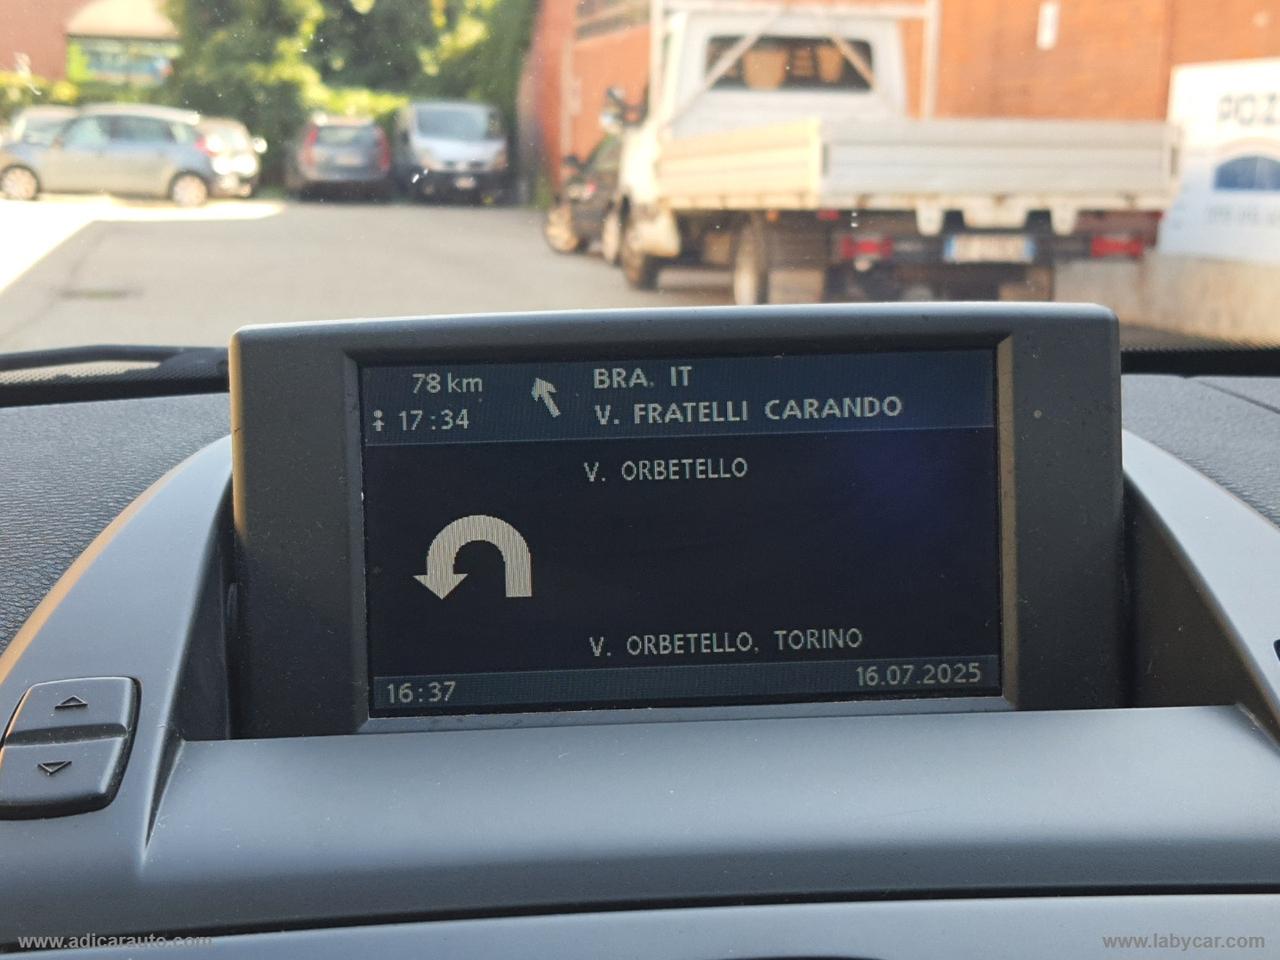 POZ
78 km
BRA, IT
17:34
V. FRATELLI CARANDO
V. ORBETELLO
V. ORBETELLO, TORINO
16:37
16.07.2025
www.adicarauto.com
www.labycar.com